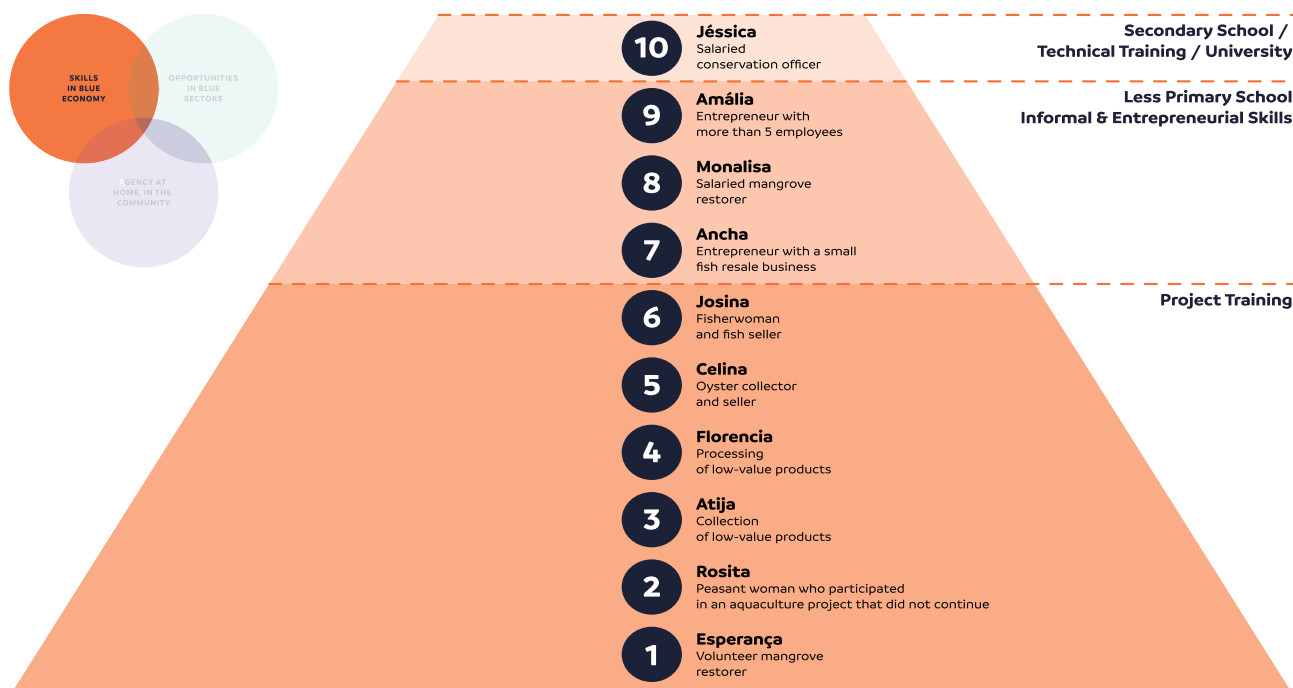 SKILLS
IN BLUE
ECONOMY
OPPORTUNITIES
IN BLUE
SECTORS
AGENCY AT
HOME, IN THE
COMMUNITY
10
Jéssica
Salaried
conservation officer
Secondary School /
Technical Training / University
9
Amália
Entrepreneur with
more than 5 employees
Less Primary School
Informal & Entrepreneurial Skills
8
Monalisa
Salaried mangrove
restorer
7
Ancha
Entrepreneur with a small
fish resale business
6
Josina
Fisherwoman
and fish seller
Project Training
5
Celina
Oyster collector
and seller
4
Florencia
Processing
of low-value products
3
Atija
Collection
of low-value products
2
Rosita
Peasant woman who participated
in an aquaculture project that did not continue
1
Esperança
Volunteer mangrove
restorer